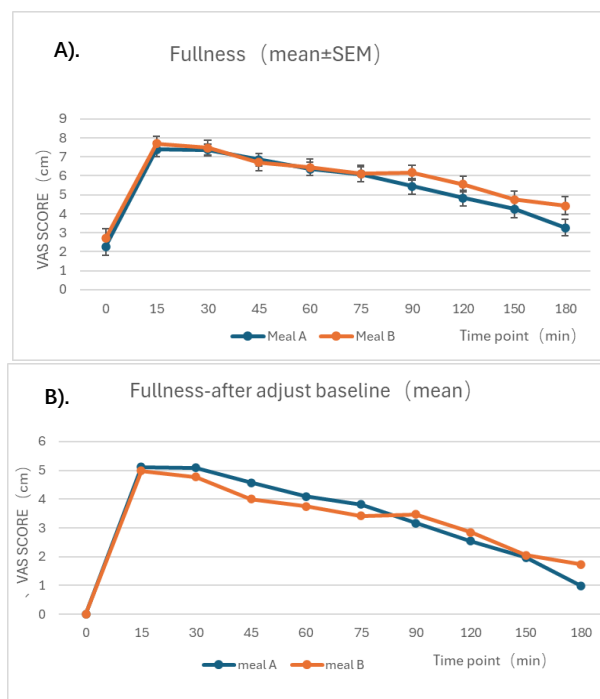 A).
Fullness （mean±SEM）
9
8
7
6
5
4
3
2
1
0
VAS SCORE （cm）
0 15 30 45 60 75 90 120 150 180
Time point （min）
Meal A Meal B
B).
Fullness-after adjust baseline （mean）
6
5
4
3
2
1
0
、VAS SCORE （cm）
0 15 30 45 60 75 90 120 150 180
Time point （min）
meal A meal B